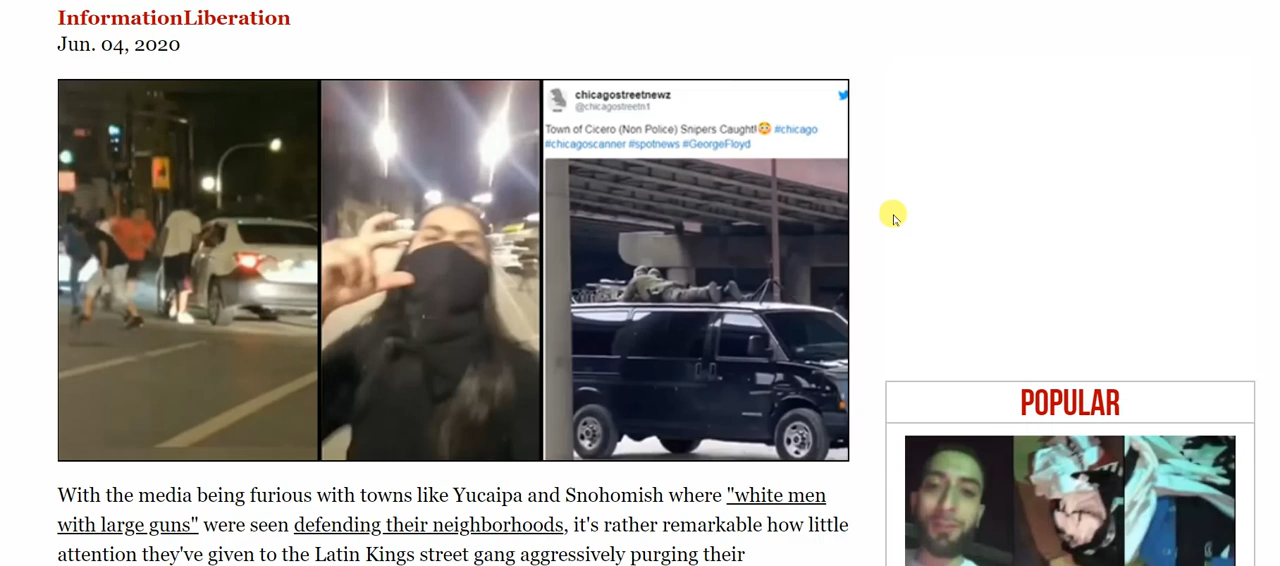 InformationLiberation
Jun. 04, 2020
chicagostreetnewz
@chicagostreetn1
Town of Cicero (Non Police) Snipers Caught!😳 #chicago
#chicagoscanner #spotnews #GeorgeFloyd
POPULAR
With the media being furious with towns like Yucaipa and Snohomish where "white men
with large guns" were seen defending their neighborhoods, it's rather remarkable how little
attention they've given to the Latin Kings street gang aggressively purging their